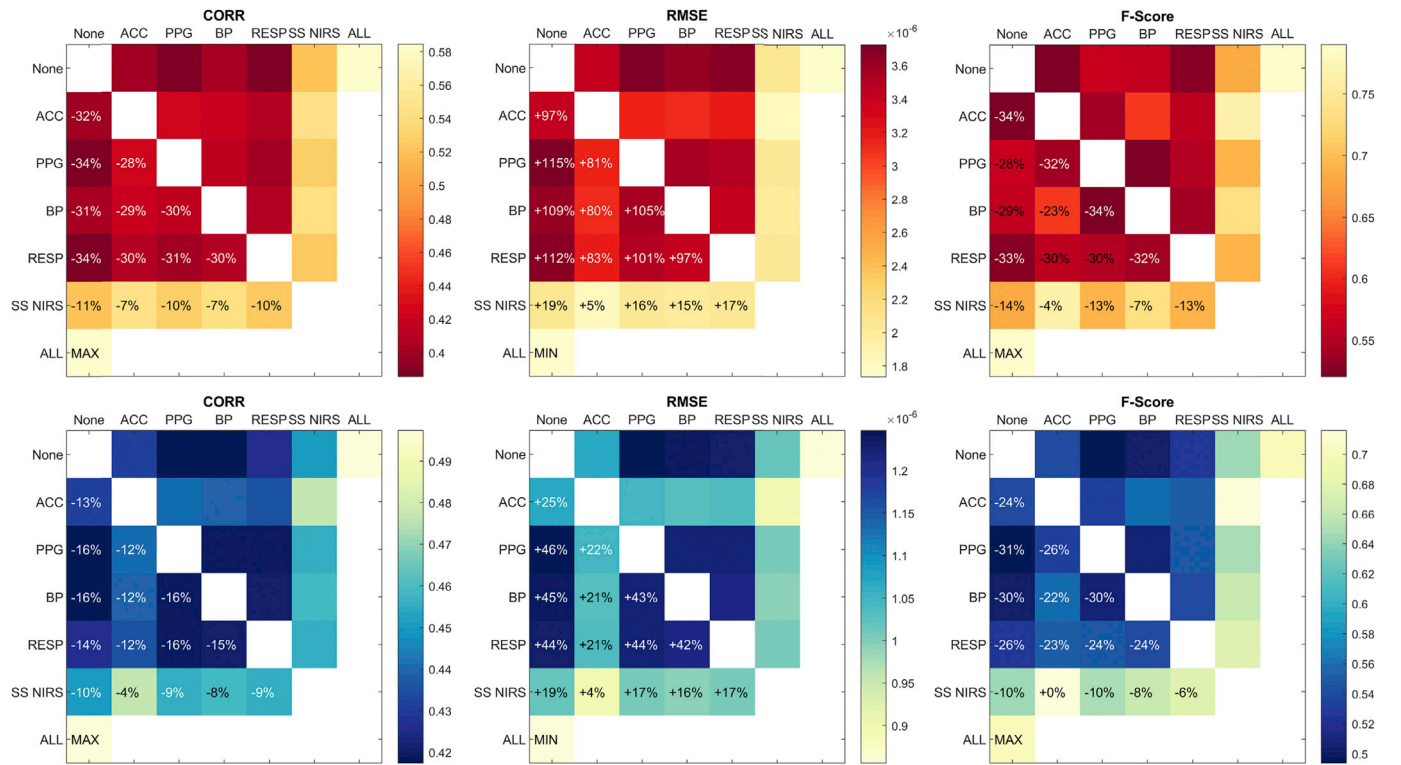 CORR
None ACC PPG BP RESP SS NIRS ALL
None
ACC -32%
PPG -34% -28%
BP -31% -29% -30%
RESP -34% -30% -31% -30%
SS NIRS -11% -7% -10% -7% -10%
ALL MAX
0.58
0.56
0.54
0.52
0.5
0.48
0.46
0.44
0.42
0.4
RMSE
None ACC PPG BP RESP SS NIRS ALL
None
ACC +97%
PPG +115% +81%
BP +109% +80% +105%
RESP +112% +83% +101% +97%
SS NIRS +19% +5% +16% +15% +17%
ALL MIN
×10-6
3.6
3.4
3.2
3
2.8
2.6
2.4
2.2
2
1.8
F-Score
None ACC PPG BP RESP SS NIRS ALL
None
ACC -34%
PPG -28% -32%
BP -29% -23% -34%
RESP -33% -30% -30% -32%
SS NIRS -14% -4% -13% -7% -13%
ALL MAX
0.75
0.7
0.65
0.6
0.55
CORR
None ACC PPG BP RESP SS NIRS ALL
None
ACC -13%
PPG -16% -12%
BP -16% -12% -16%
RESP -14% -12% -16% -15%
SS NIRS -10% -4% -9% -8% -9%
ALL MAX
0.49
0.48
0.47
0.46
0.45
0.44
0.43
0.42
RMSE
None ACC PPG BP RESP SS NIRS ALL
None
ACC +25%
PPG +46% +22%
BP +45% +21% +43%
RESP +44% +21% +44% +42%
SS NIRS +19% +4% +17% +16% +17%
ALL MIN
×10-6
1.2
1.15
1.1
1.05
1
0.95
0.9
F-Score
None ACC PPG BP RESP SS NIRS ALL
None
ACC -24%
PPG -31% -26%
BP -30% -22% -30%
RESP -26% -23% -24% -24%
SS NIRS -10% +0% -10% -8% -6%
ALL MAX
0.7
0.68
0.66
0.64
0.62
0.6
0.58
0.56
0.54
0.52
0.5